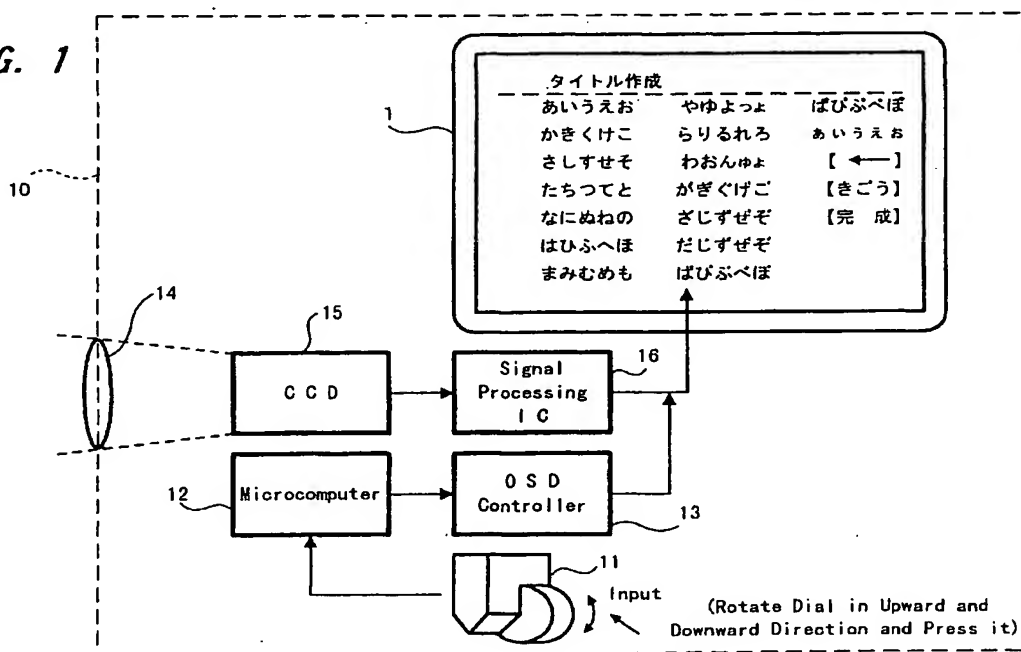 G. 1
10
1
タイトル作成
あいうえお やゆよっょ ぱぴぷぺぽ
かきくけこ らりるれろ ぁぃぅぇぉ
さしすせそ わおんゅょ 【 ← 】
たちつてと がぎぐげご 【きごう】
なにぬねの ざじずぜぞ 【完 成】
はひふへほ だじずぜぞ
まみむめも ばびぶべぼ
14
15
CCD
16
Signal
Processing
IC
12
Microcomputer
OSD
Controller
13
11
Input
(Rotate Dial in Upward and
Downward Direction and Press it)